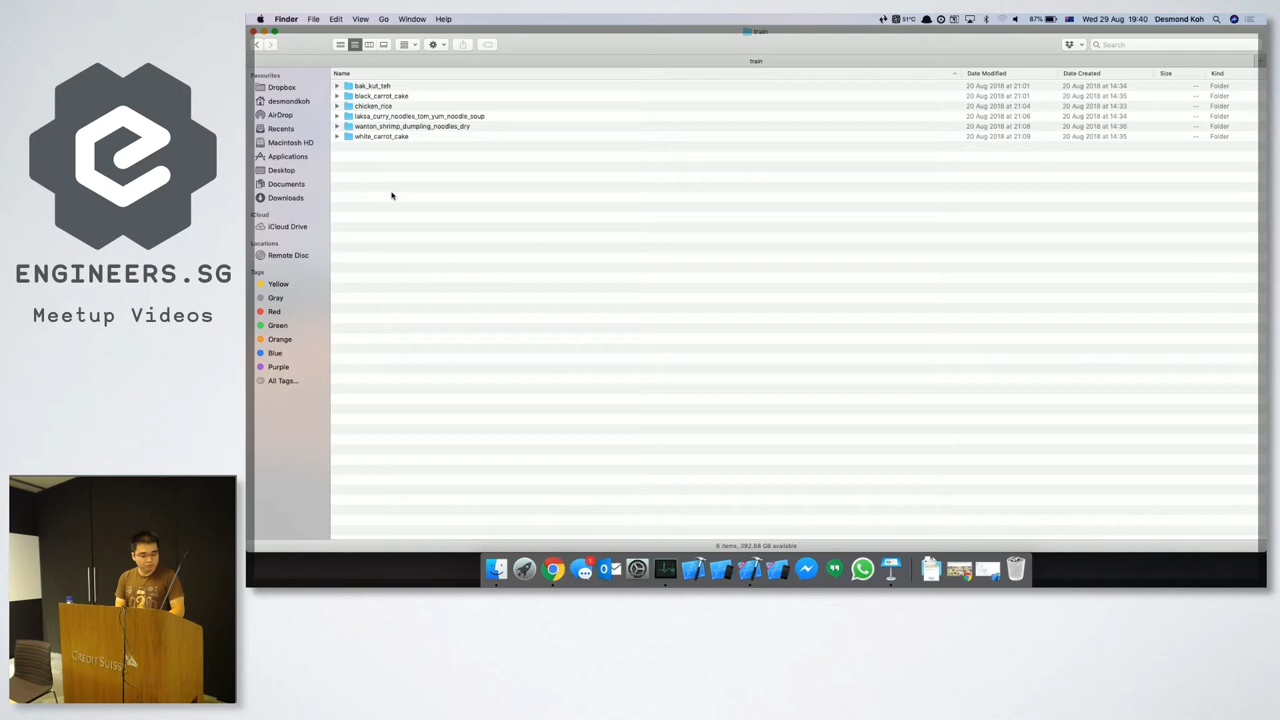 Finder File Edit View Go Window Help
51°C 87% Wed 29 Aug 19:40 Desmond Koh
train
Search
train
Favourites
Dropbox
desmondkoh
AirDrop
Recents
Macintosh HD
Applications
Desktop
Documents
Downloads
iCloud
iCloud Drive
Locations
Remote Disc
Tags
Yellow
Gray
Red
Green
Orange
Blue
Purple
All Tags...
Name Date Modified Date Created Size Kind
bak_kut_teh 20 Aug 2018 at 21:01 20 Aug 2018 at 14:34 -- Folder
black_carrot_cake 20 Aug 2018 at 21:01 20 Aug 2018 at 14:35 -- Folder
chicken_rice 20 Aug 2018 at 21:04 20 Aug 2018 at 14:33 -- Folder
laksa_curry_noodles_tom_yum_noodle_soup 20 Aug 2018 at 21:06 20 Aug 2018 at 14:34 -- Folder
wanton_shrimp_dumpling_noodles_dry 20 Aug 2018 at 21:08 20 Aug 2018 at 14:36 -- Folder
white_carrot_cake 20 Aug 2018 at 21:09 20 Aug 2018 at 14:35 -- Folder
6 items, 392.88 GB available
ENGINEERS.SG
Meetup Videos
CREDIT SUISSE